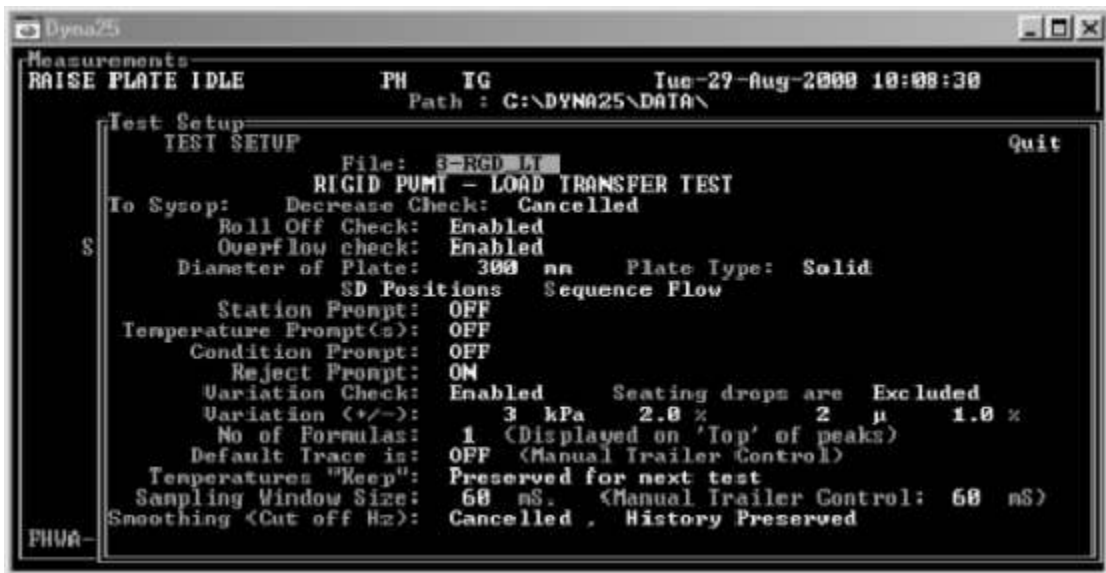 Dyna25
Measurements
RAISE PLATE IDLE PH TG Tue-29-Aug-2000 10:08:30
Path : C:\DYNA25\DATA\
Test Setup
TEST SETUP Quit
File: 3-RGD_LT
RIGID PVMT - LOAD TRANSFER TEST
To Sysop: Decrease Check: Cancelled
Roll Off Check: Enabled
S Overflow check: Enabled
Diameter of Plate: 300 mm Plate Type: Solid
SD Positions Sequence Flow
Station Prompt: OFF
Temperature Prompt(s): OFF
Condition Prompt: OFF
Reject Prompt: ON
Variation Check: Enabled Seating drops are Excluded
Variation (+/-): 3 kPa 2.0 % 2 μ 1.0 %
No of Formulas: 1 (Displayed on 'Top' of peaks)
Default Trace is: OFF (Manual Trailer Control)
Temperatures "Keep": Preserved for next test
Sampling Window Size: 60 mS. (Manual Trailer Control: 60 mS)
Smoothing (Cut off Hz): Cancelled , History Preserved
FHWA-